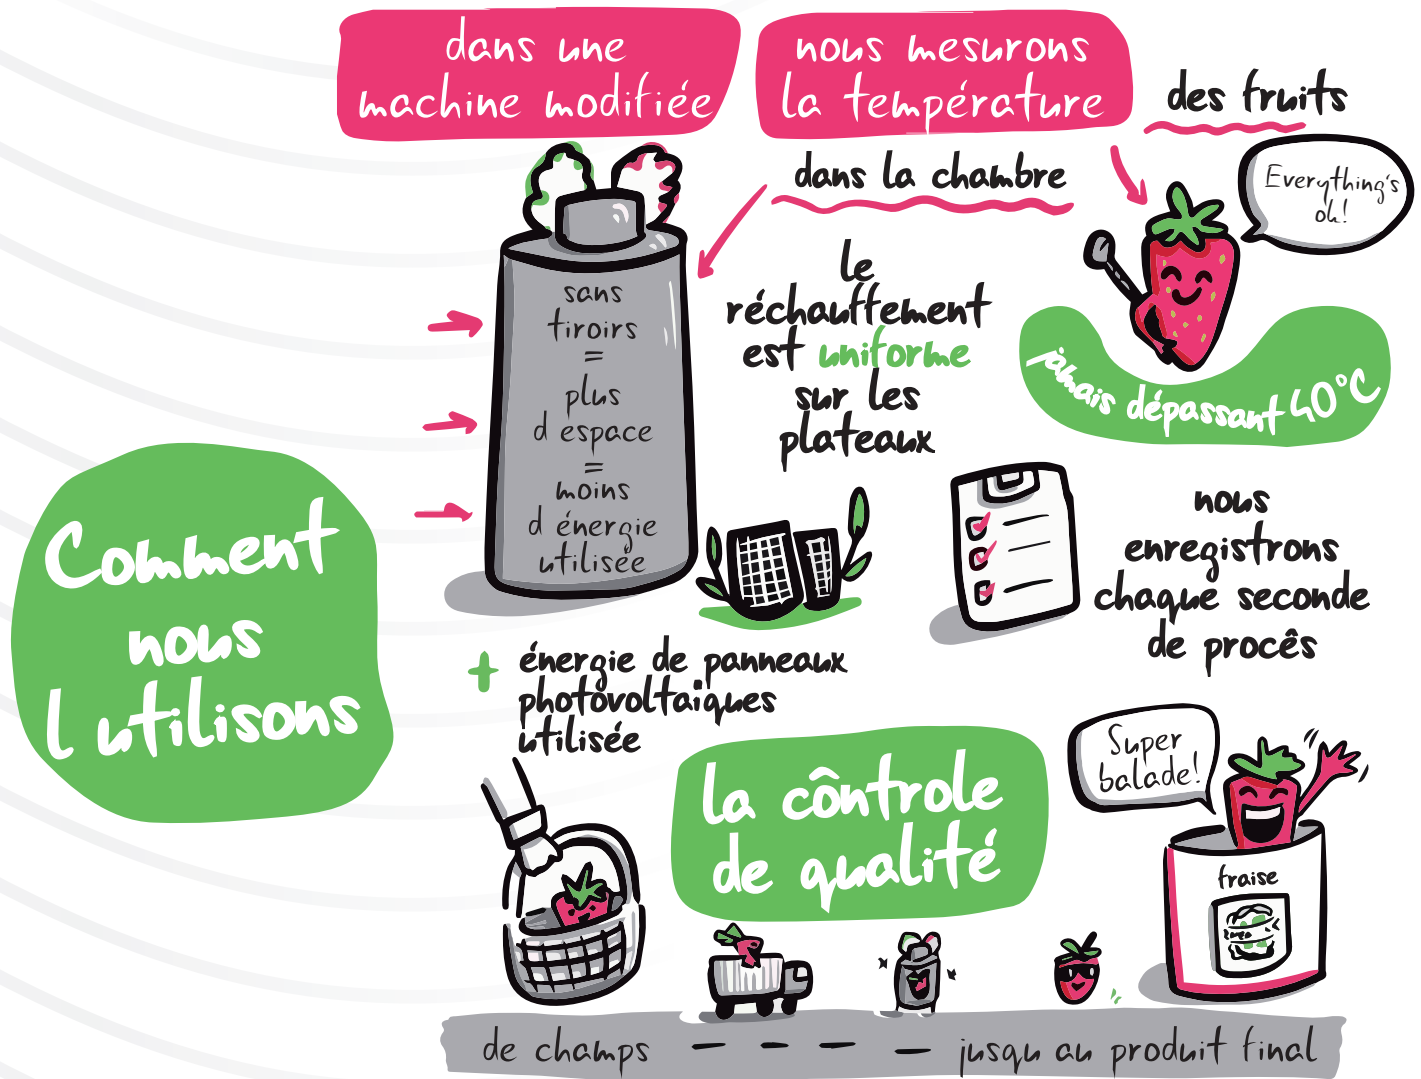 dans une
machine modifiée
nous mesurons
la température
des fruits
dans la chambre
Everything's
ok!
sans
tiroirs
=
plus
d espace
=
moins
d énergie
utilisée
le
réchauffement
est uniforme
sur les
plateaux
jamais dépassant 40°C
Comment
nous
l utilisons
nous
enregistrons
chaque seconde
de procês
+ énergie de panneaux
photovoltaiques
utilisée
la côntrole
de qualité
Super
balade!
fraise
de champs
jusqu au produit final